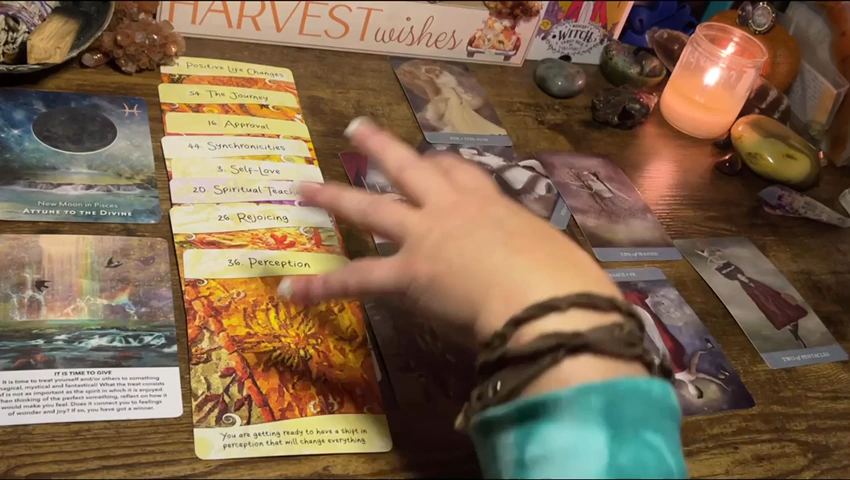 HARVEST wishes
WITCH
Positive Life Changes
54. The Journey
16. Approval
44. Synchronicities
3. Self-Love
20. Spiritual
26. Rejoicing
36. Perception
You are getting ready to have a shift in
perception that will change everything
New Moon in Pisces
ATTUNE TO THE DIVINE
IT IS TIME TO GIVE
It is time to treat yourself and/or others to something
magical, mystical and fantastical! What the treat consists
of is not as important as the spirit in which it is enjoyed.
When thinking of the perfect something, reflect on how it
would make you feel. Does it connect you to feelings
of wonder and joy? If so, you have got a winner.
TWO OF PENTACLES